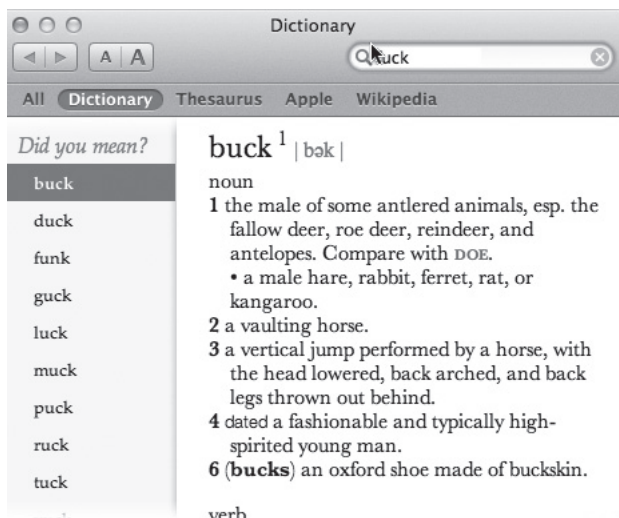 Dictionary
A A
uck
All Dictionary Thesaurus Apple Wikipedia
Did you mean?
buck
duck
funk
guck
luck
muck
puck
ruck
tuck
buck 1 | bək |
noun
1 the male of some antlered animals, esp. the
fallow deer, roe deer, reindeer, and
antelopes. Compare with DOE.
• a male hare, rabbit, ferret, rat, or
kangaroo.
2 a vaulting horse.
3 a vertical jump performed by a horse, with
the head lowered, back arched, and back
legs thrown out behind.
4 dated a fashionable and typically high-
spirited young man.
6 (bucks) an oxford shoe made of buckskin.
verb